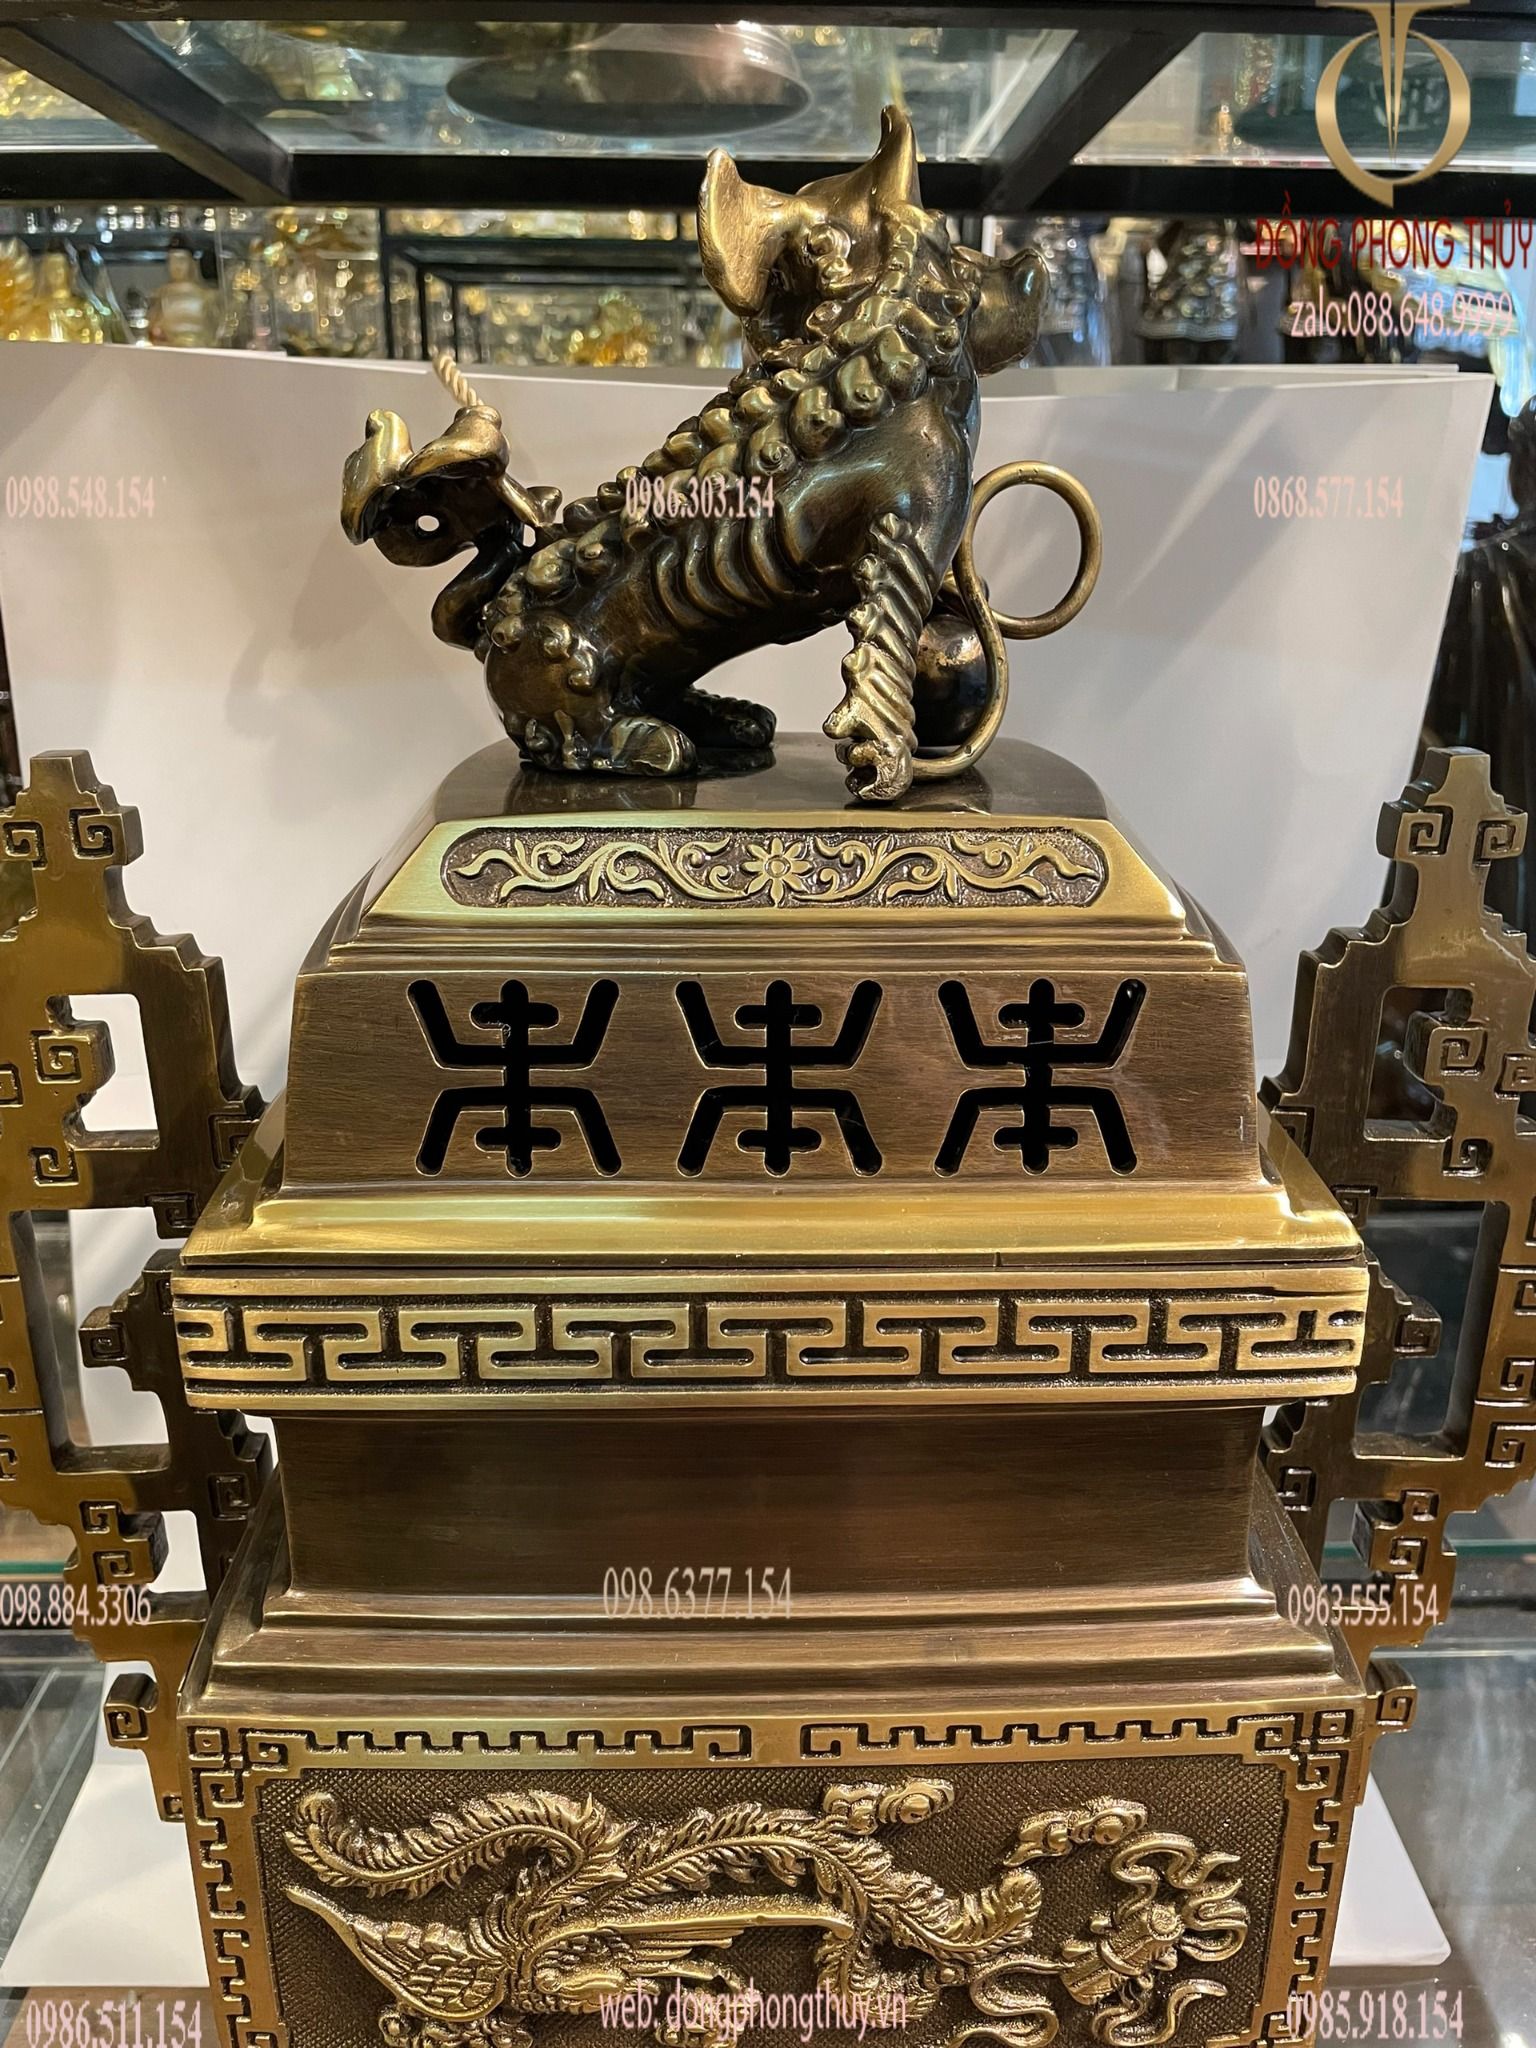 ĐỒNG PHONG THỦY
zalo:088.648.9999
0988.548.154
0986.303.154
0868.577.154
098.884.3306
098.6377.154
0963.555.154
0986.511.154
web: dongphongthuy.vn
0985.918.154